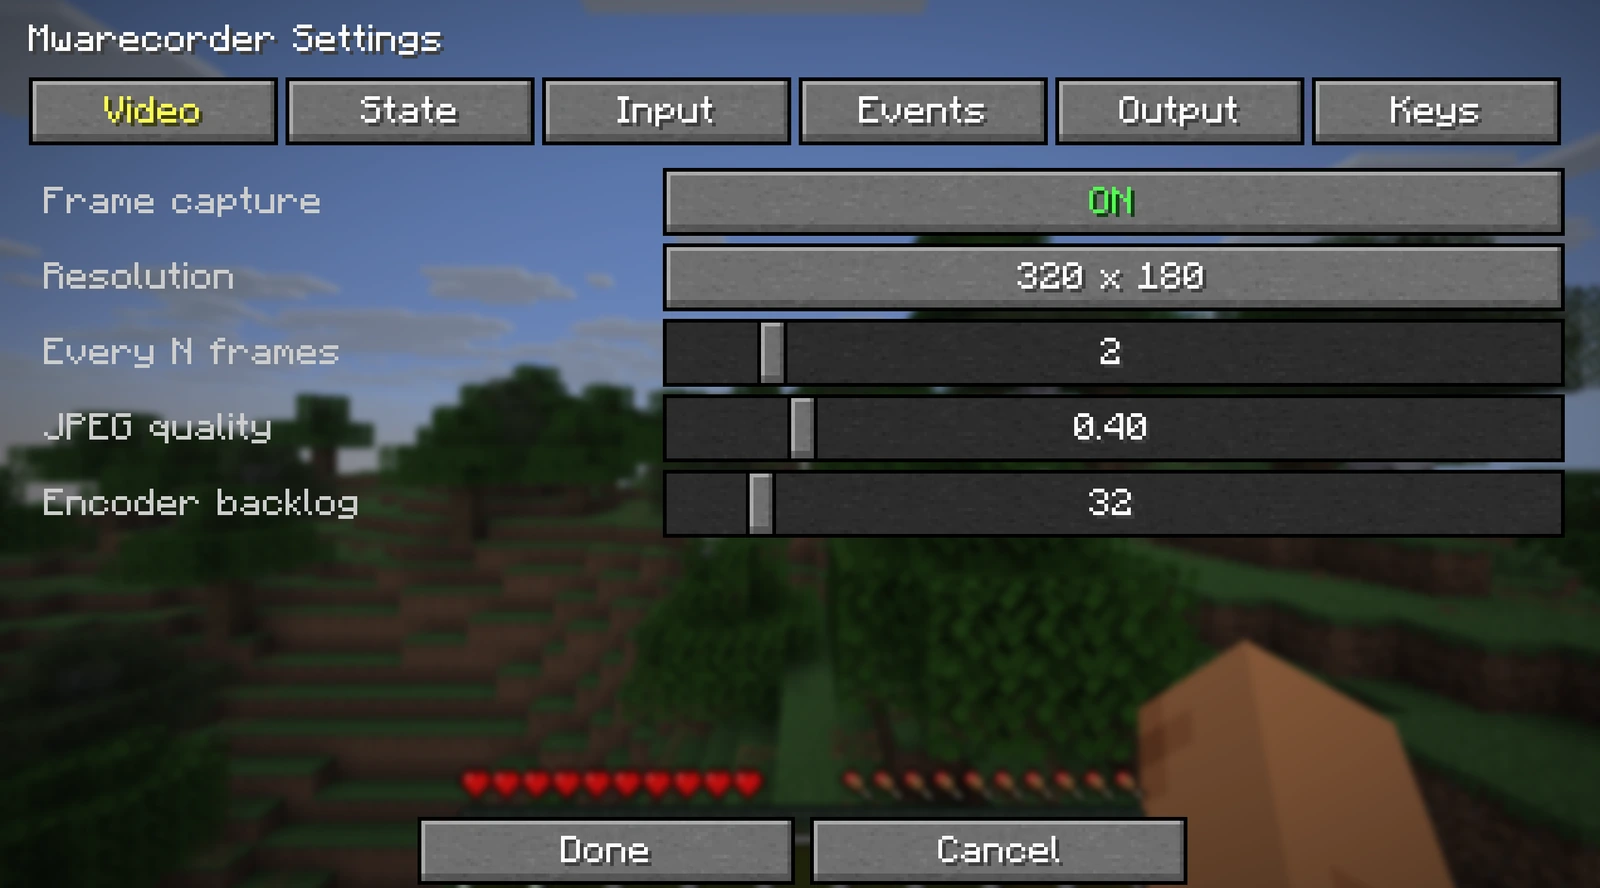 Mwarecorder Settings
Video State Input Events Output Keys
Frame capture ON
Resolution 320 x 180
Every N frames 2
JPEG quality 0.40
Encoder backlog 32
Done Cancel